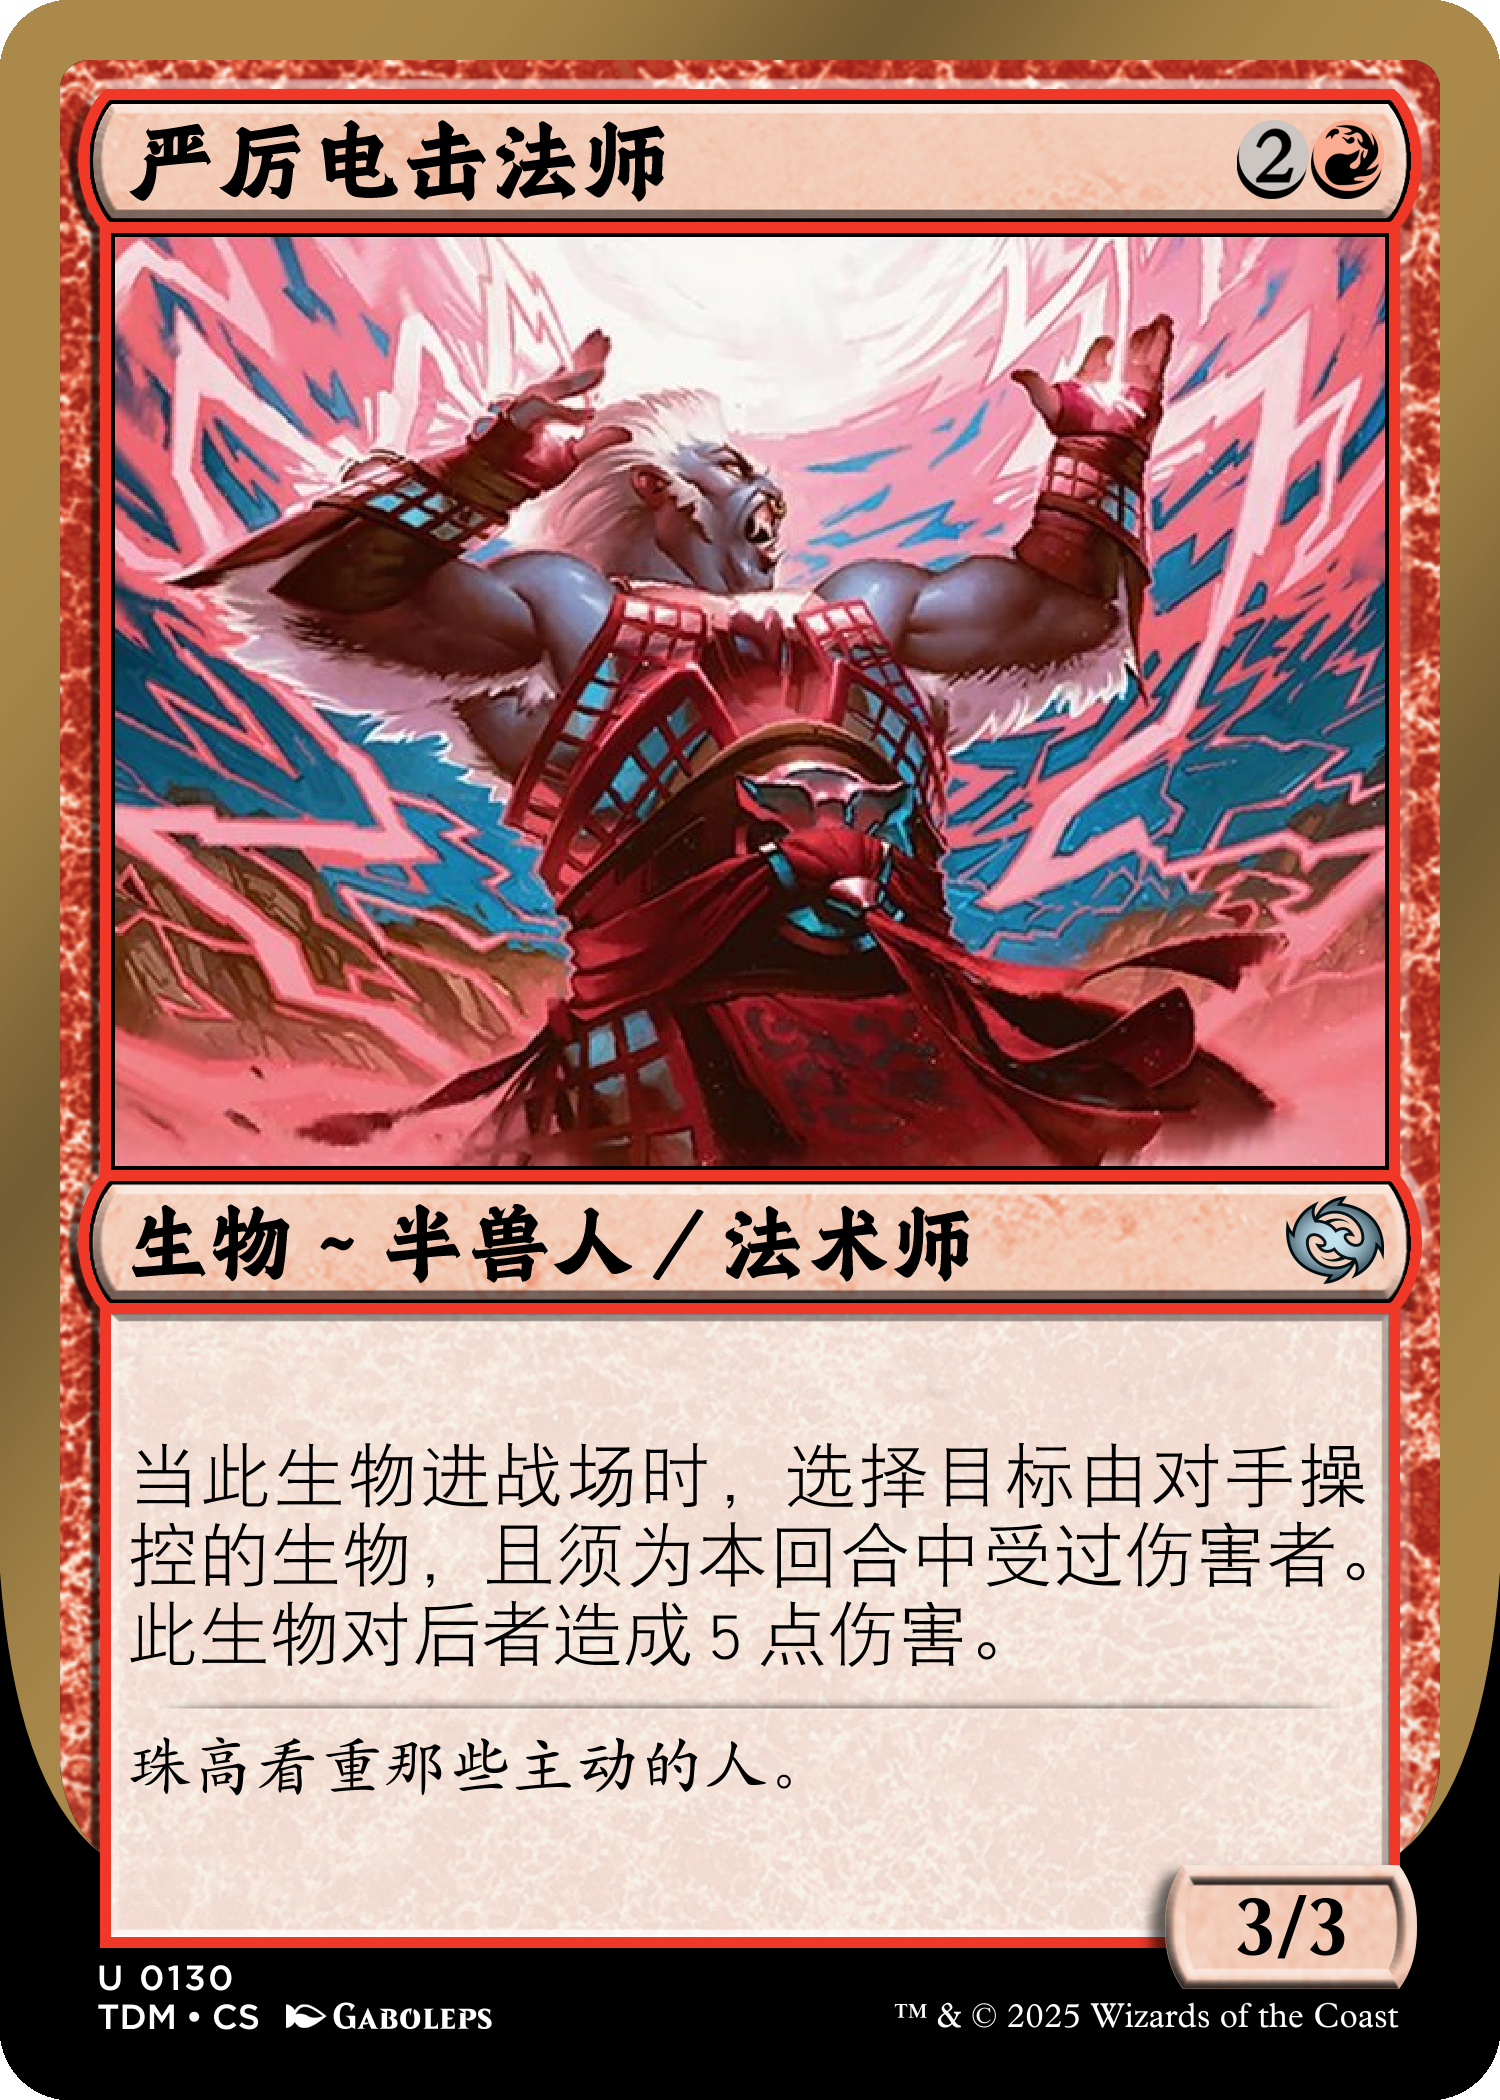 严厉电击法师
2
生物 ~ 半兽人／法术师
当此生物进战场时，选择目标由对手操
控的生物，且须为本回合中受过伤害者。
此生物对后者造成 5 点伤害。
珠高看重那些主动的人。
3/3
U 0130
TDM • CS GABOLEPS
™ & © 2025 Wizards of the Coast